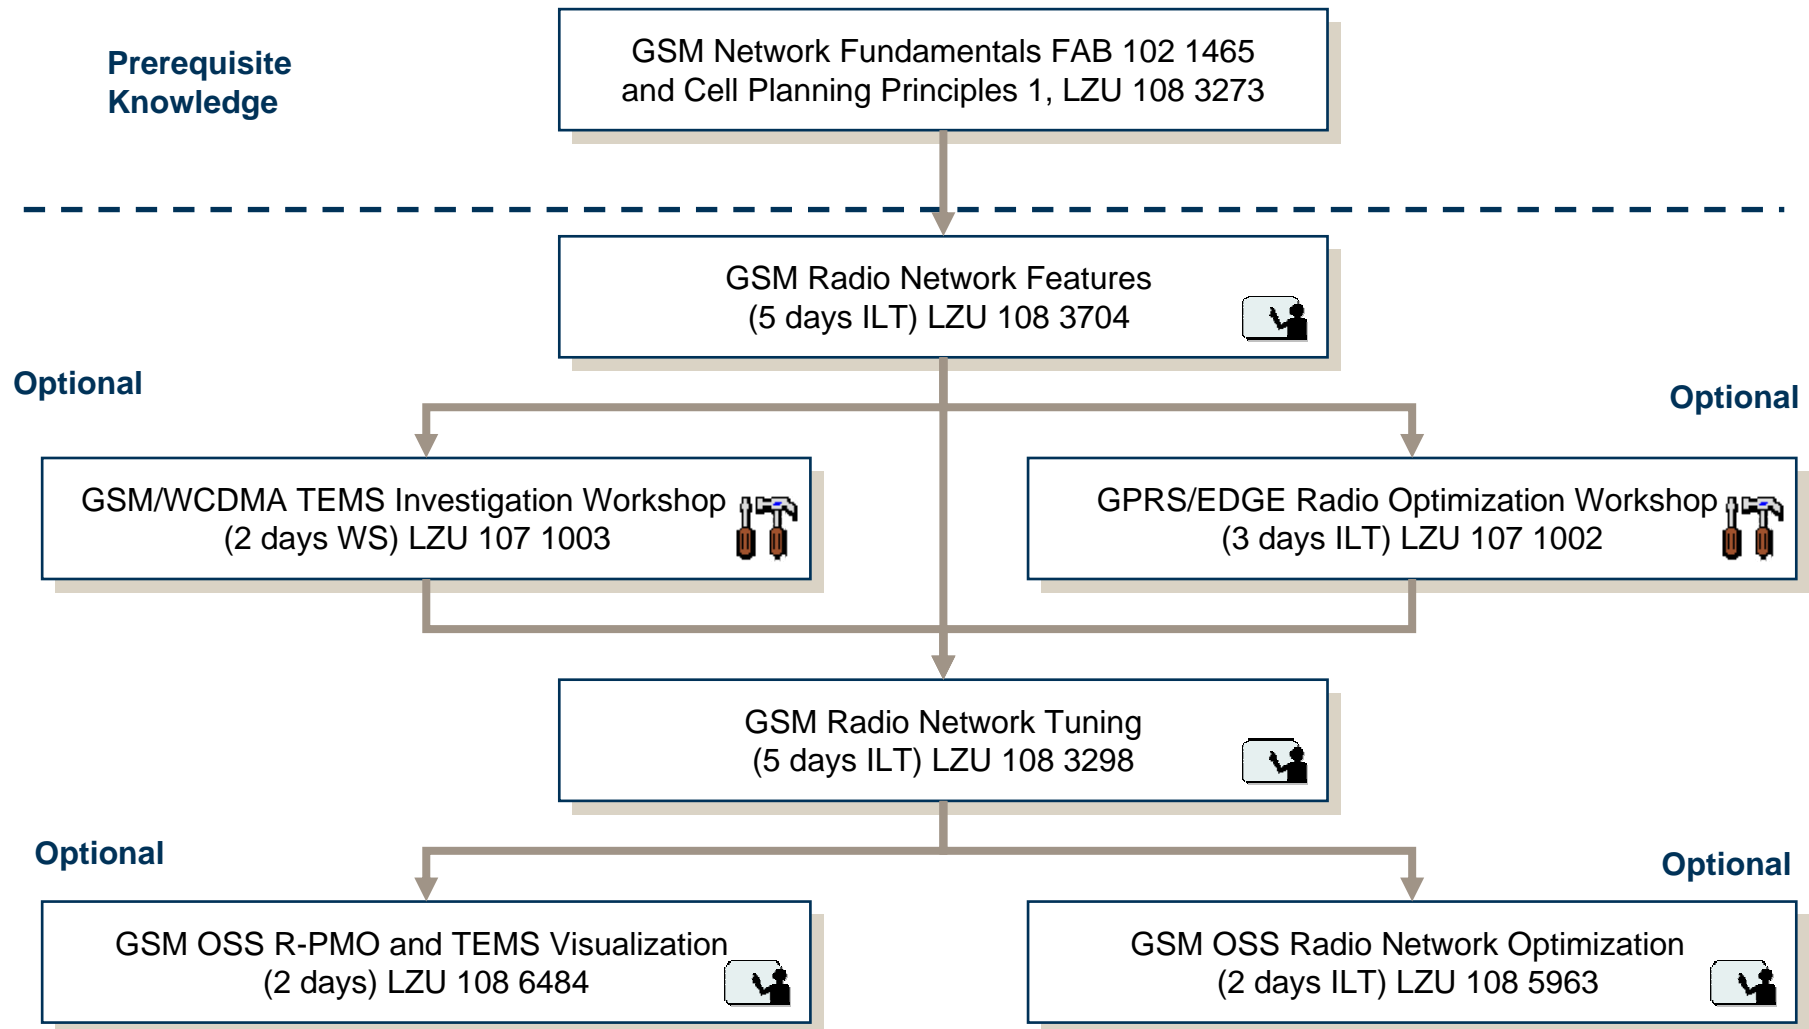 Prerequisite
Knowledge
GSM Network Fundamentals FAB 102 1465
and Cell Planning Principles 1, LZU 108 3273
GSM Radio Network Features
(5 days ILT) LZU 108 3704
Optional
Optional
GSM/WCDMA TEMS Investigation Workshop
(2 days WS) LZU 107 1003
GPRS/EDGE Radio Optimization Workshop
(3 days ILT) LZU 107 1002
GSM Radio Network Tuning
(5 days ILT) LZU 108 3298
Optional
Optional
GSM OSS R-PMO and TEMS Visualization
(2 days) LZU 108 6484
GSM OSS Radio Network Optimization
(2 days ILT) LZU 108 5963